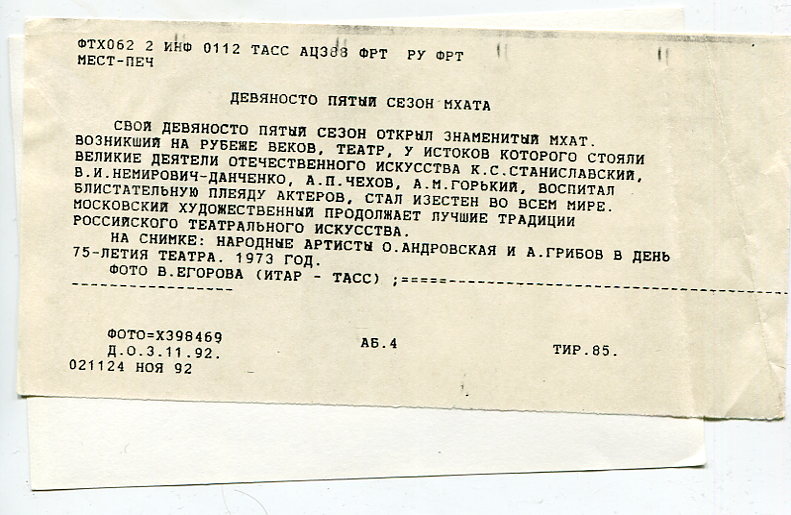 ФТХ062 2 ИНФ 0112 ТАСС АЦ388 ФРТ РУ ФРТ
МЕСТ-ПЕЧ
ДЕВЯНОСТО ПЯТЫЙ СЕЗОН МХАТА
СВОЙ ДЕВЯНОСТО ПЯТЫЙ СЕЗОН ОТКРЫЛ ЗНАМЕНИТЫЙ МХАТ.
ВОЗНИКШИЙ НА РУБЕЖЕ ВЕКОВ, ТЕАТР, У ИСТОКОВ КОТОРОГО СТОЯЛИ
ВЕЛИКИЕ ДЕЯТЕЛИ ОТЕЧЕСТВЕННОГО ИСКУССТВА К.С.СТАНИСЛАВСКИЙ,
В.И.НЕМИРОВИЧ-ДАНЧЕНКО, А.П.ЧЕХОВ, А.М.ГОРЬКИЙ, ВОСПИТАЛ
БЛИСТАТЕЛЬНУЮ ПЛЕЯДУ АКТЕРОВ, СТАЛ ИЗЕСТЕН ВО ВСЕМ МИРЕ.
МОСКОВСКИЙ ХУДОЖЕСТВЕННЫЙ ПРОДОЛЖАЕТ ЛУЧШИЕ ТРАДИЦИИ
РОССИЙСКОГО ТЕАТРАЛЬНОГО ИСКУССТВА.
НА СНИМКЕ: НАРОДНЫЕ АРТИСТЫ О.АНДРОВСКАЯ И А.ГРИБОВ В ДЕНЬ
75-ЛЕТИЯ ТЕАТРА. 1973 ГОД.
ФОТО В.ЕГОРОВА (ИТАР - ТАСС) ;=====-----------------------------------
----------------
ФОТО=Х398469 АБ.4 ТИР.85.
Д.О.3.11.92.
021124 НОЯ 92